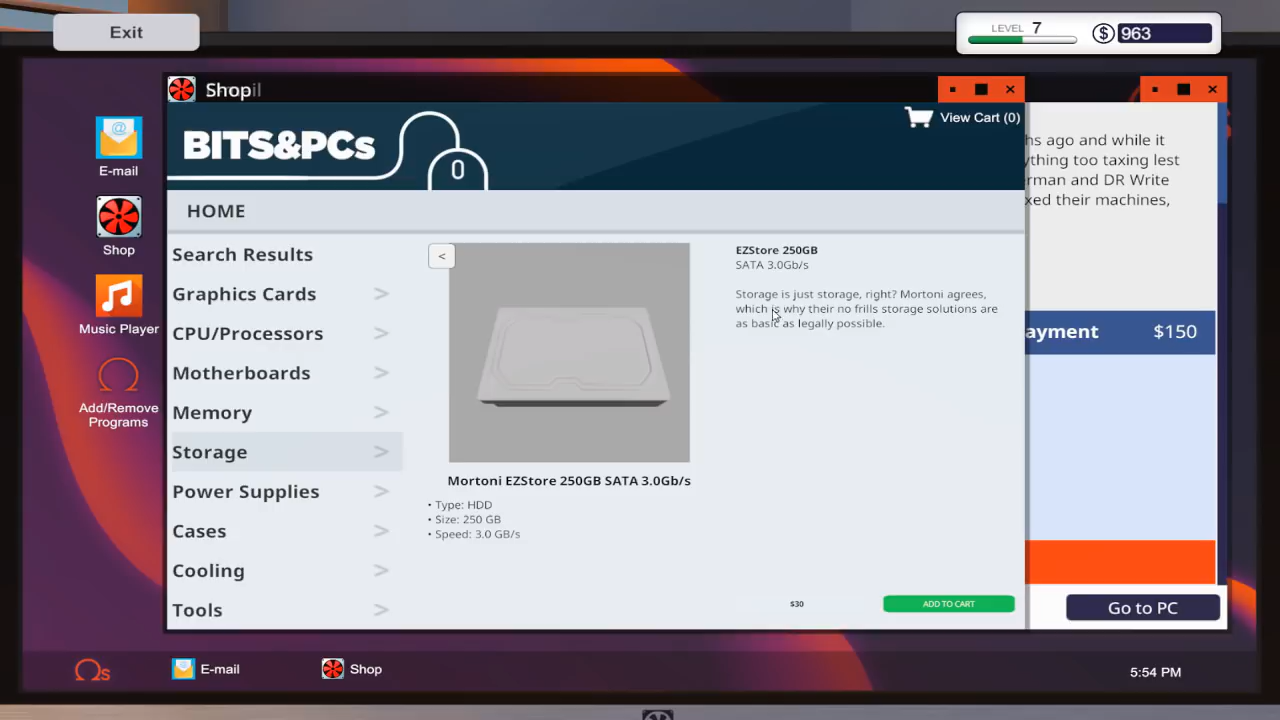 Exit
LEVEL 7
$ 963
Shop
BITS&PCs
View Cart (0)
HOME
E-mail
Shop
Music Player
Add/Remove
Programs
Search Results
Graphics Cards >
CPU/Processors >
Motherboards >
Memory >
Storage >
Power Supplies >
Cases >
Cooling >
Tools >
<
Mortoni EZStore 250GB SATA 3.0Gb/s
• Type: HDD
• Size: 250 GB
• Speed: 3.0 GB/s
EZStore 250GB
SATA 3.0Gb/s
Storage is just storage, right? Mortoni agrees,
which is why their no frills storage solutions are
as basic as legally possible.
$30
ADD TO CART
hs ago and while it
ything too taxing lest
erman and DR Write
xed their machines,
ayment $150
Go to PC
Ωs
E-mail
Shop
5:54 PM